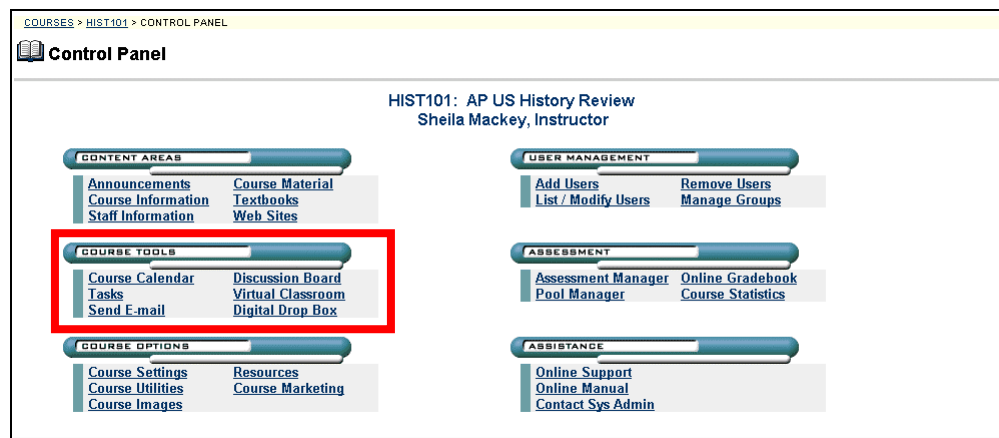 COURSES > HIST101 > CONTROL PANEL
Control Panel
HIST101: AP US History Review
Sheila Mackey, Instructor
CONTENT AREAS
Announcements Course Material
Course Information Textbooks
Staff Information Web Sites
USER MANAGEMENT
Add Users Remove Users
List / Modify Users Manage Groups
COURSE TOOLS
Course Calendar Discussion Board
Tasks Virtual Classroom
Send E-mail Digital Drop Box
ASSESSMENT
Assessment Manager Online Gradebook
Pool Manager Course Statistics
COURSE OPTIONS
Course Settings Resources
Course Utilities Course Marketing
Course Images
ASSISTANCE
Online Support
Online Manual
Contact Sys Admin